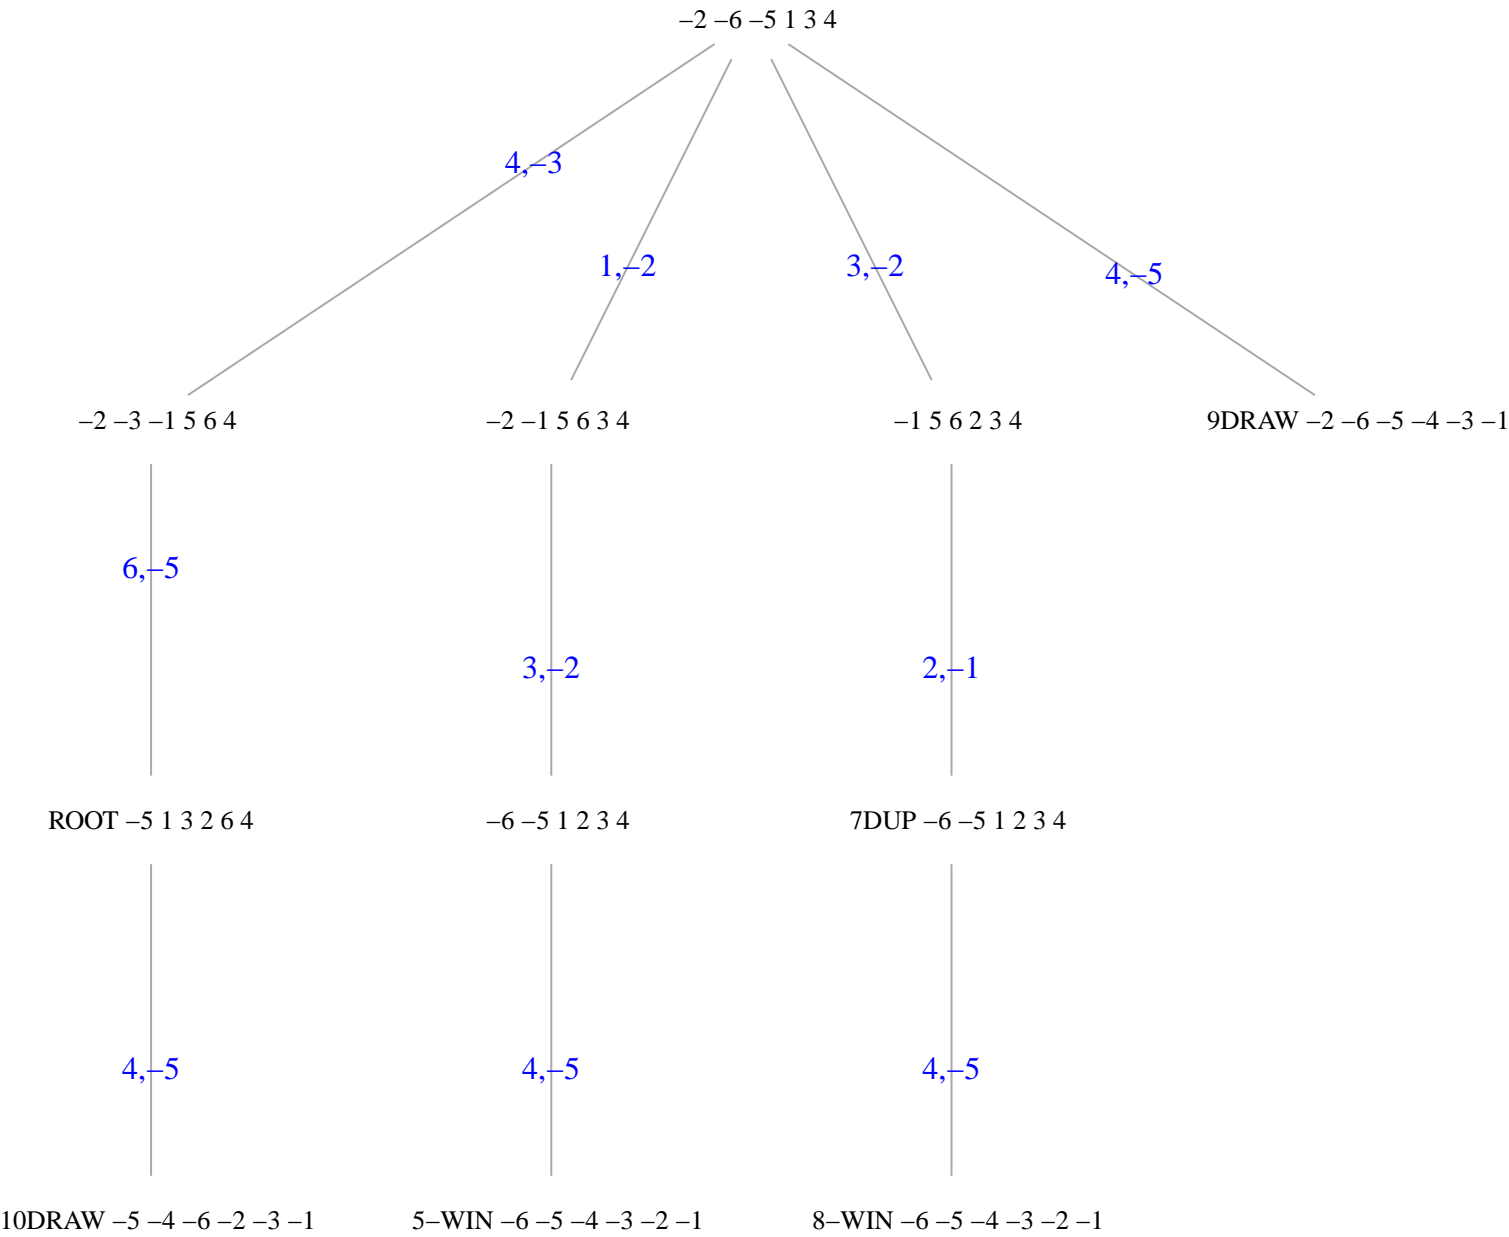 –2 –6 –5 1 3 4
4,–3
1,–2
3,–2
4,–5
–2 –3 –1 5 6 4
–2 –1 5 6 3 4
–1 5 6 2 3 4
9DRAW –2 –6 –5 –4 –3 –1
6,–5
3,–2
2,–1
ROOT –5 1 3 2 6 4
–6 –5 1 2 3 4
7DUP –6 –5 1 2 3 4
4,–5
4,–5
4,–5
10DRAW –5 –4 –6 –2 –3 –1
5–WIN –6 –5 –4 –3 –2 –1
8–WIN –6 –5 –4 –3 –2 –1